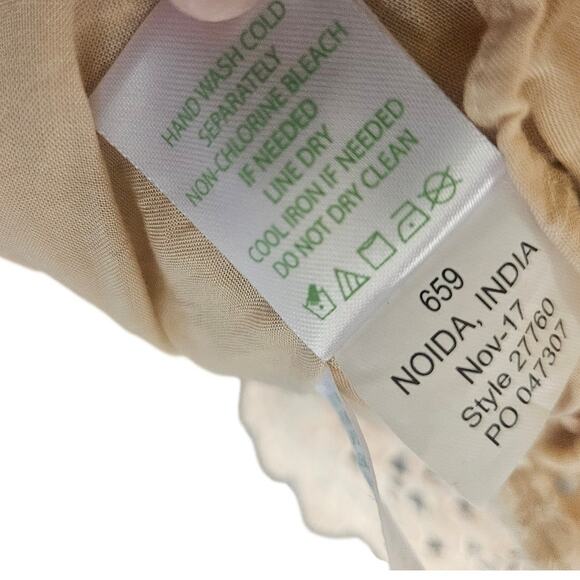 HAND WASH COLD
SEPARATELY
NON-CHLORINE BLEACH
IF NEEDED
LINE DRY
COOL IRON IF NEEDED
DO NOT DRY CLEAN
659
NOIDA, INDIA
Nov-17
Style 27760
PO 047307